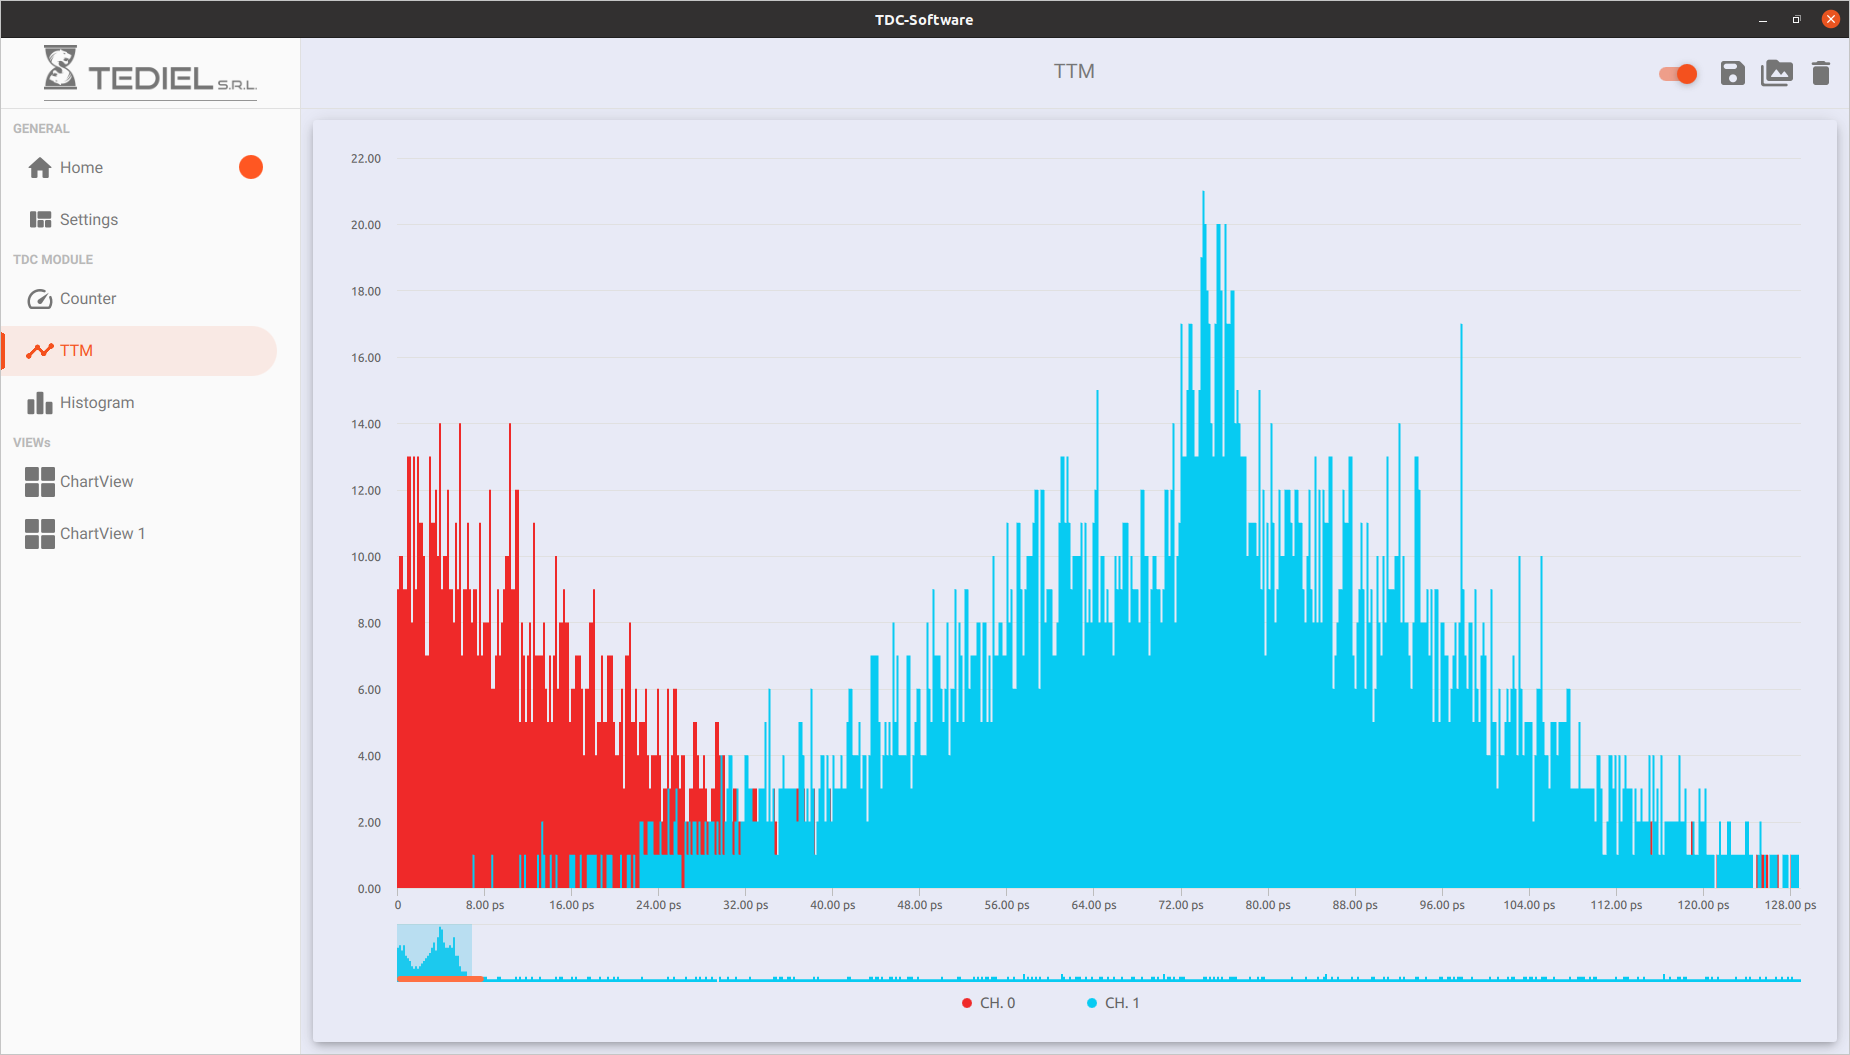 TDC-Software
TEDIEL S.R.L.
TTM
GENERAL
Home
Settings
TDC MODULE
Counter
TTM
Histogram
VIEWs
ChartView
ChartView 1
22.00
20.00
18.00
16.00
14.00
12.00
10.00
8.00
6.00
4.00
2.00
0.00
0 8.00 ps 16.00 ps 24.00 ps 32.00 ps 40.00 ps 48.00 ps 56.00 ps 64.00 ps 72.00 ps 80.00 ps 88.00 ps 96.00 ps 104.00 ps 112.00 ps 120.00 ps 128.00 ps
CH. 0 CH. 1